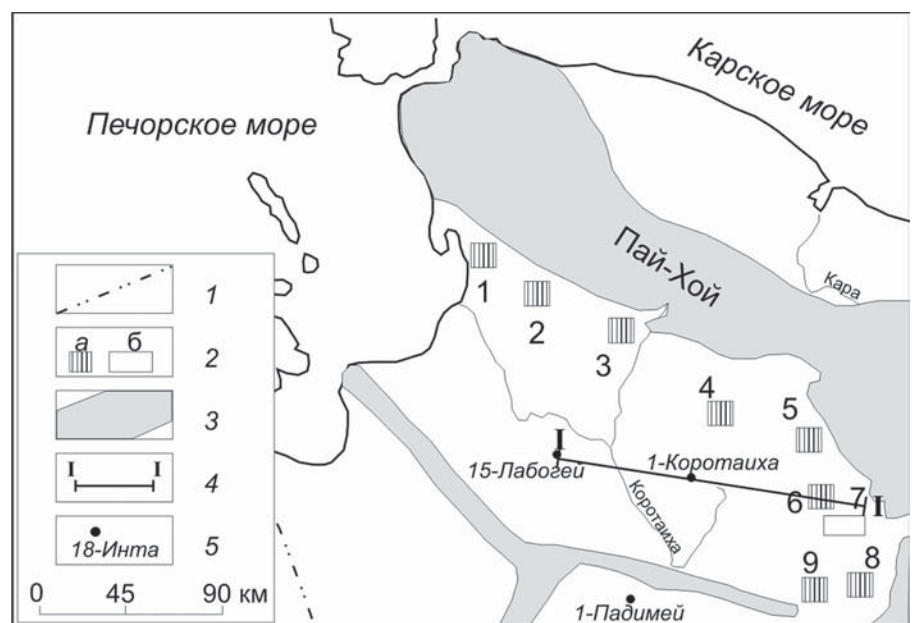 Карское море
Печорское море
Пай-Хой
Кара
1
2
3
4
5
I
15-Лабогей
1-Коротаиха
6
7
I
Коротаиха
9
8
1-Падимей
1
а б
2
3
I I
4
18-Инта
5
0 45 90 км